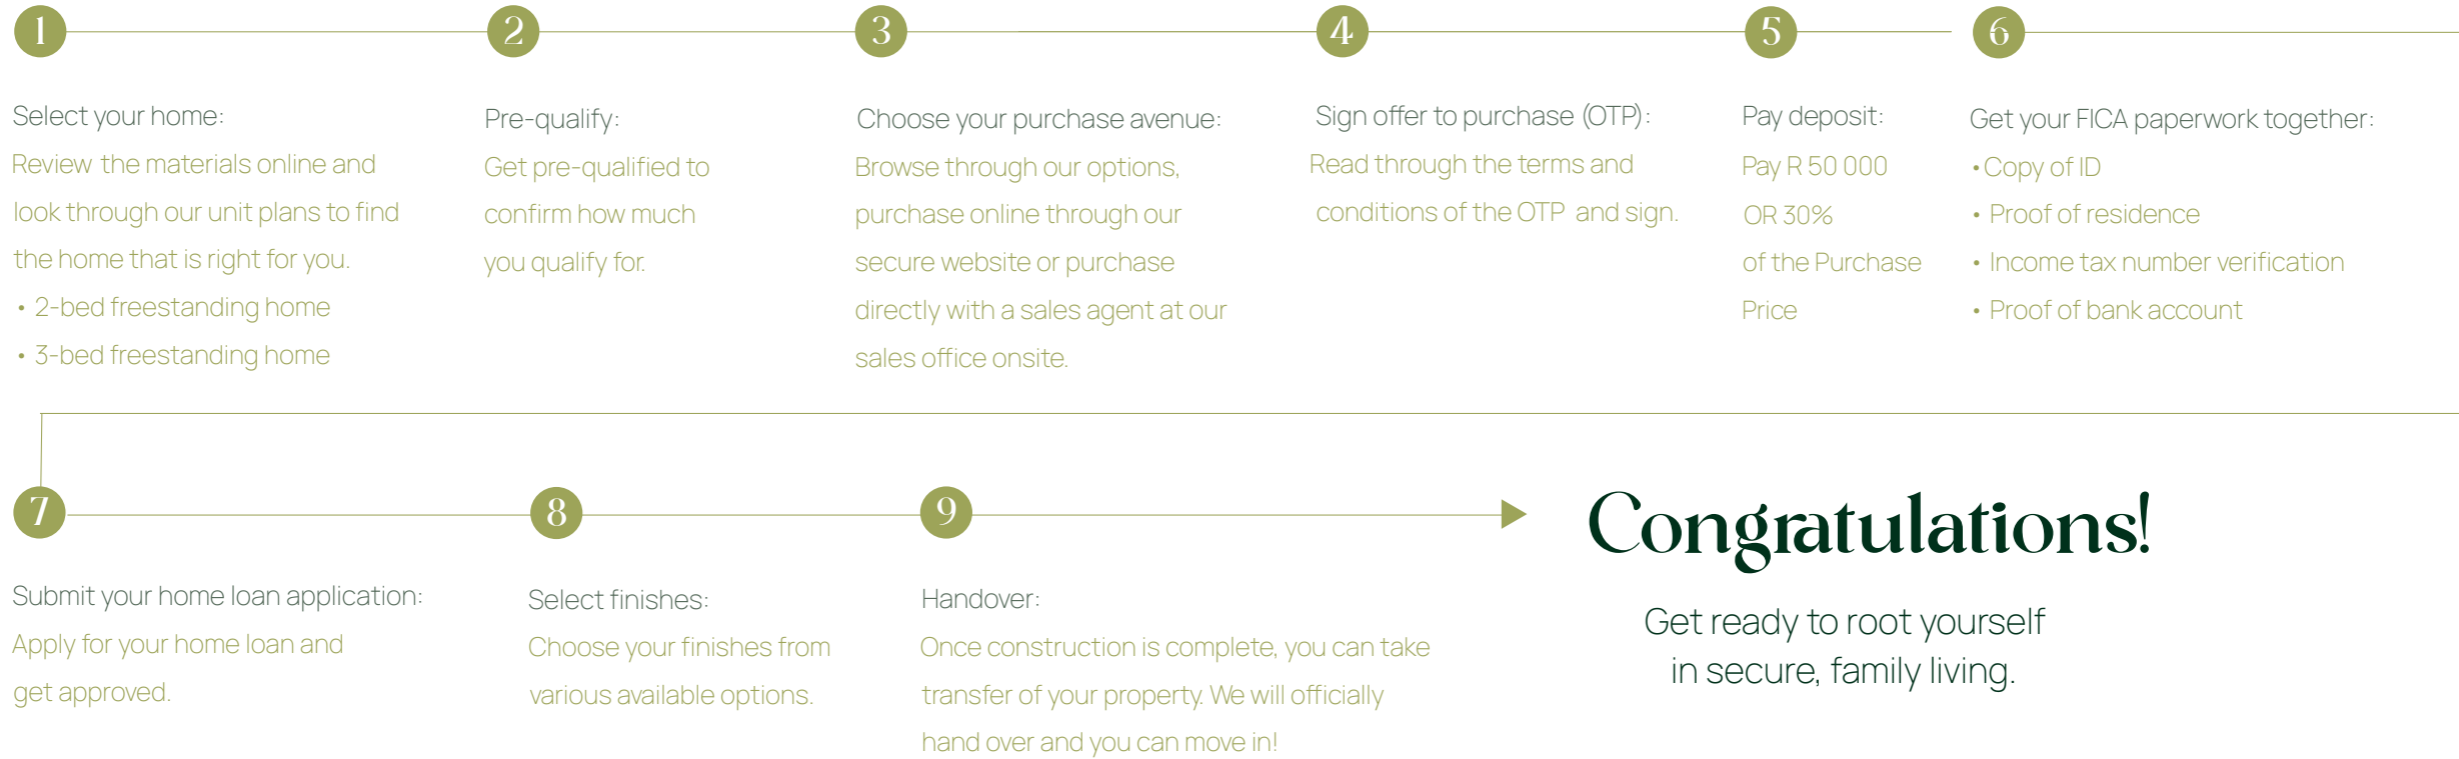 1
Select your home:
Review the materials online and
look through our unit plans to find
the home that is right for you.
• 2-bed freestanding home
• 3-bed freestanding home
2
Pre-qualify:
Get pre-qualified to
confirm how much
you qualify for.
3
Choose your purchase avenue:
Browse through our options,
purchase online through our
secure website or purchase
directly with a sales agent at our
sales office onsite.
4
Sign offer to purchase (OTP):
Read through the terms and
conditions of the OTP and sign.
5
Pay deposit:
Pay R 50 000
OR 30%
of the Purchase
Price
6
Get your FICA paperwork together:
•Copy of ID
• Proof of residence
• Income tax number verification
• Proof of bank account
7
Submit your home loan application:
Apply for your home loan and
get approved.
8
Select finishes:
Choose your finishes from
various available options.
9
Handover:
Once construction is complete, you can take
transfer of your property. We will officially
hand over and you can move in!
Congratulations!
Get ready to root yourself
in secure, family living.